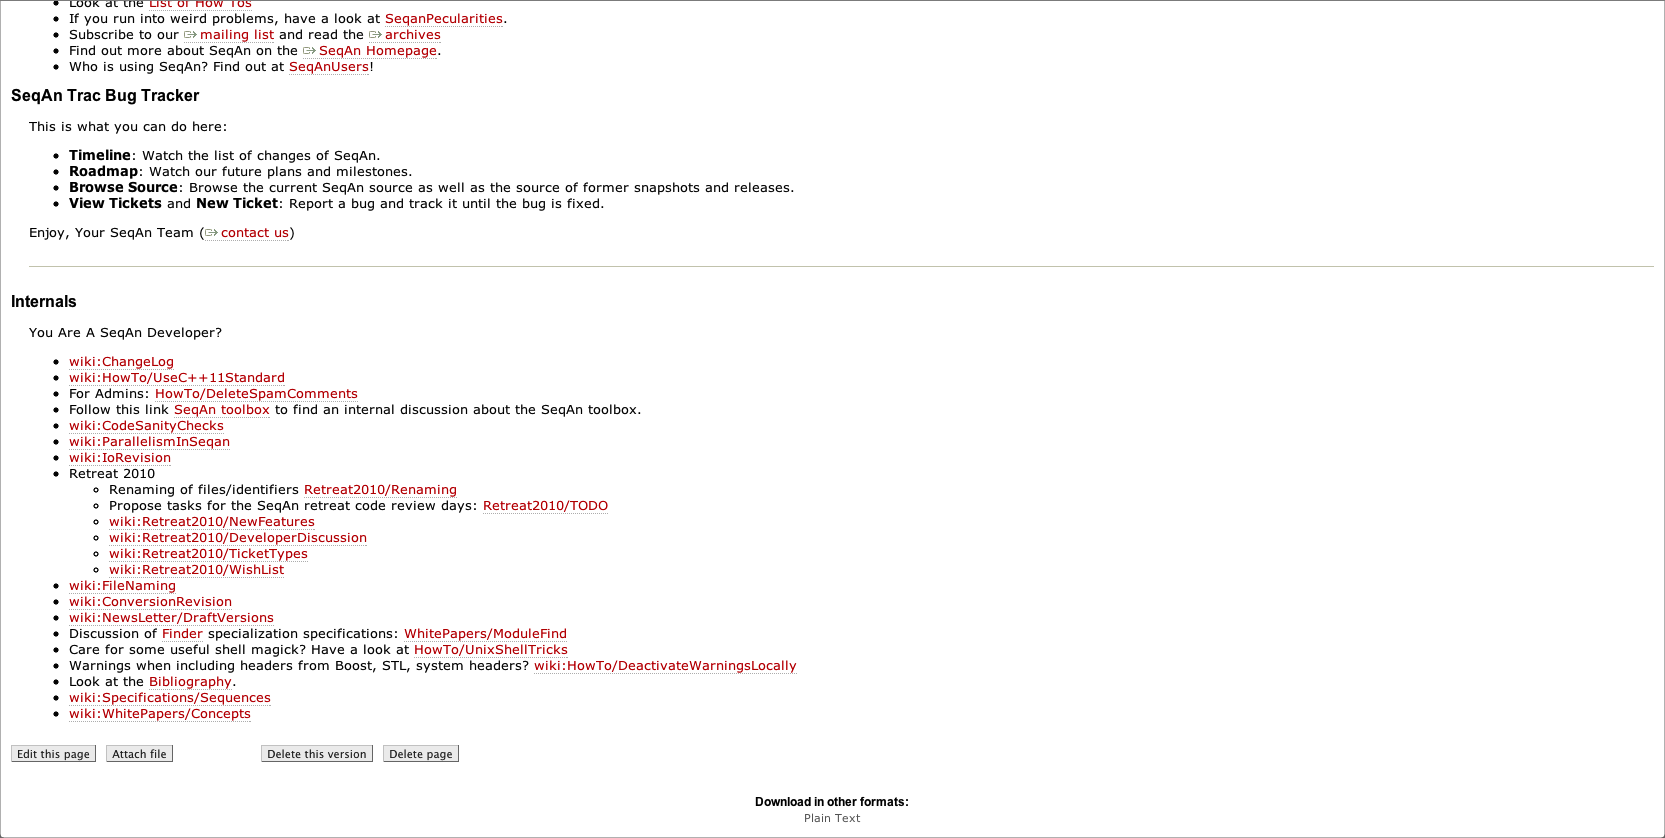 Look at the List of How Tos
If you run into weird problems, have a look at SeqanPecularities.
Subscribe to our mailing list and read the archives
Find out more about SeqAn on the SeqAn Homepage.
Who is using SeqAn? Find out at SeqAnUsers!
SeqAn Trac Bug Tracker
This is what you can do here:
Timeline: Watch the list of changes of SeqAn.
Roadmap: Watch our future plans and milestones.
Browse Source: Browse the current SeqAn source as well as the source of former snapshots and releases.
View Tickets and New Ticket: Report a bug and track it until the bug is fixed.
Enjoy, Your SeqAn Team (contact us)
Internals
You Are A SeqAn Developer?
wiki:ChangeLog
wiki:HowTo/UseC++11Standard
For Admins: HowTo/DeleteSpamComments
Follow this link SeqAn toolbox to find an internal discussion about the SeqAn toolbox.
wiki:CodeSanityChecks
wiki:ParallelismInSeqan
wiki:IoRevision
Retreat 2010
Renaming of files/identifiers Retreat2010/Renaming
Propose tasks for the SeqAn retreat code review days: Retreat2010/TODO
wiki:Retreat2010/NewFeatures
wiki:Retreat2010/DeveloperDiscussion
wiki:Retreat2010/TicketTypes
wiki:Retreat2010/WishList
wiki:FileNaming
wiki:ConversionRevision
wiki:NewsLetter/DraftVersions
Discussion of Finder specialization specifications: WhitePapers/ModuleFind
Care for some useful shell magick? Have a look at HowTo/UnixShellTricks
Warnings when including headers from Boost, STL, system headers? wiki:HowTo/DeactivateWarningsLocally
Look at the Bibliography.
wiki:Specifications/Sequences
wiki:WhitePapers/Concepts
Edit this page Attach file Delete this version Delete page
Download in other formats:
Plain Text